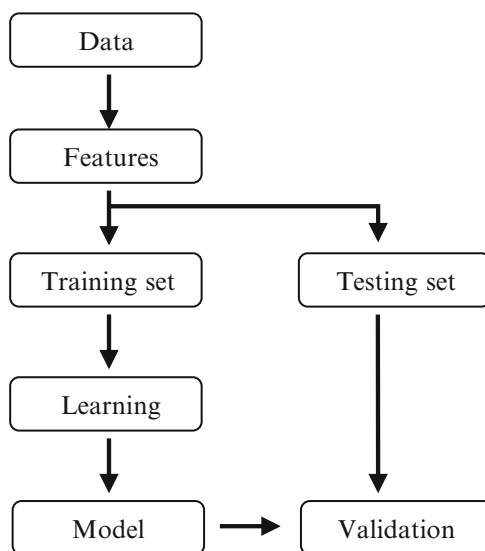 Data
Features
Training set
Testing set
Learning
Model
Validation